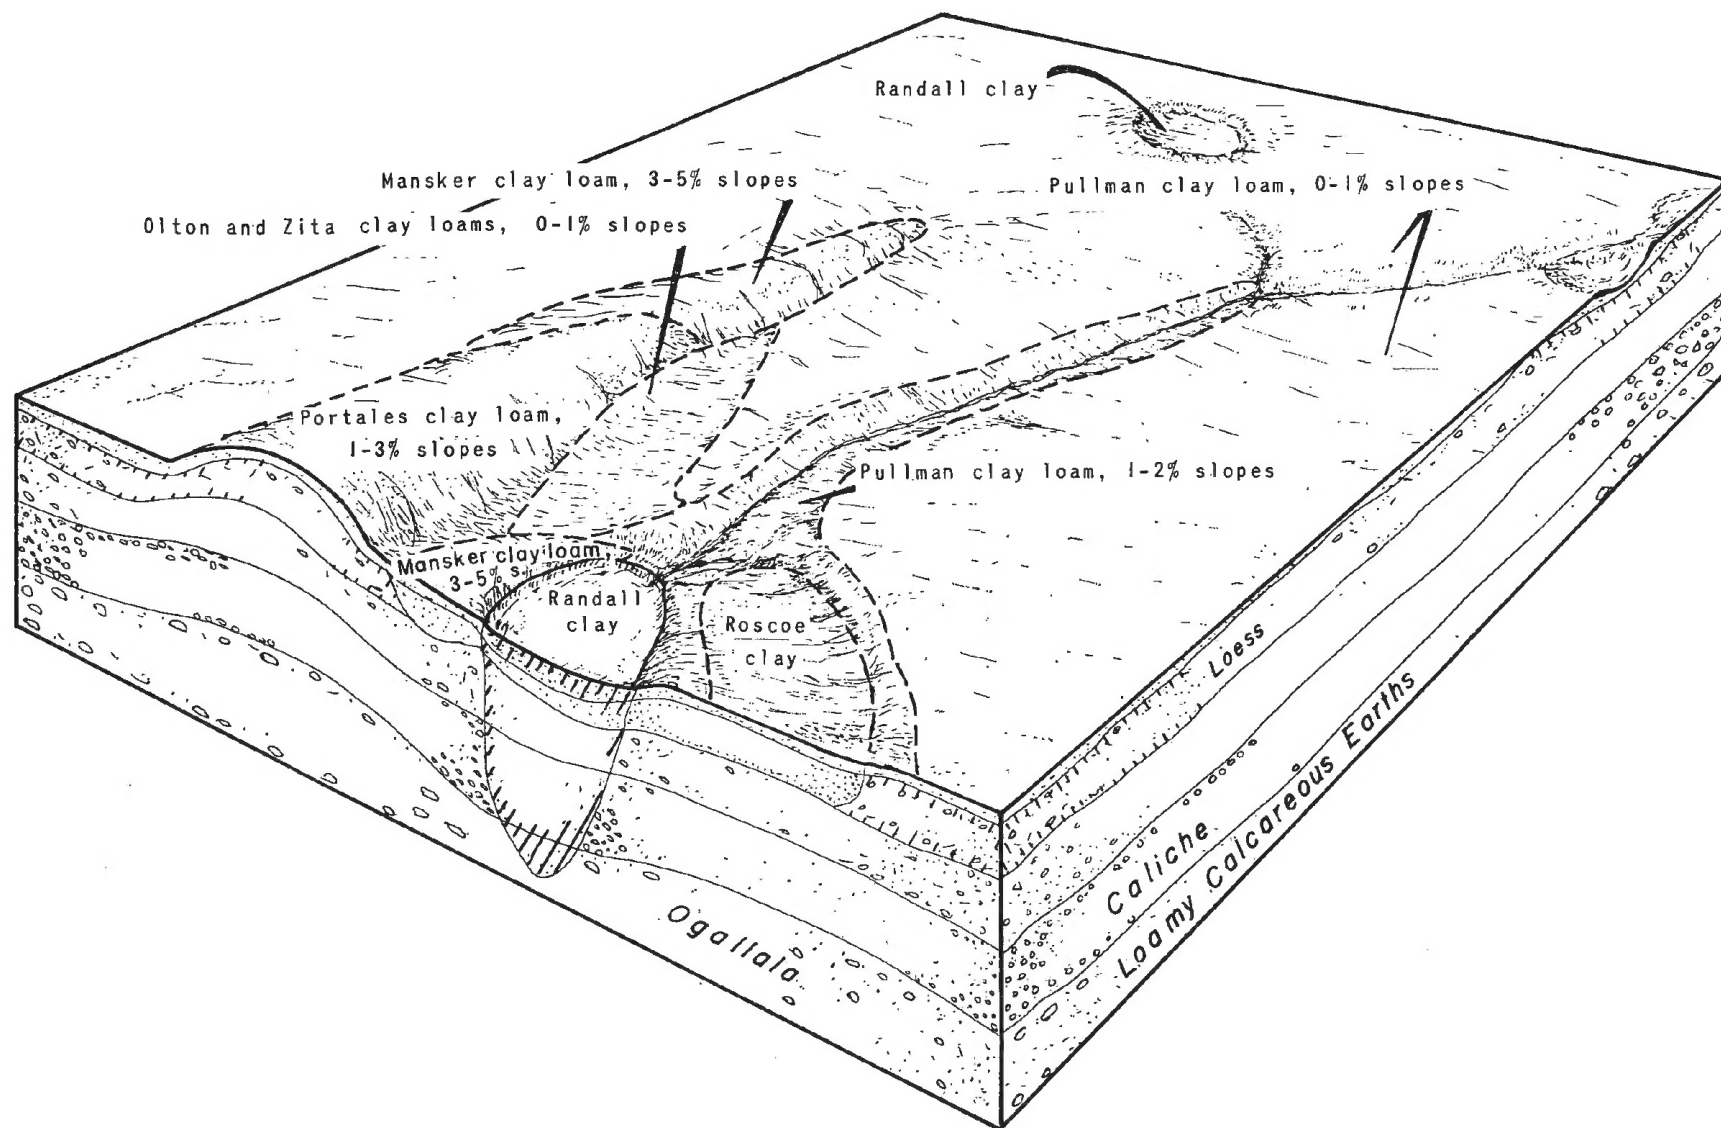 Randall clay
Mansker clay loam, 3-5% slopes
Pullman clay loam, 0-1% slopes
Olton and Zita clay loams, 0-1% slopes
Portales clay loam,
1-3% slopes
Pullman clay loam, 1-2% slopes
Mansker clay loam,
3-5% s.
Randall
clay
Roscoe
clay
Loess
Caliche
Loamy Calcareous Earths
Ogallala